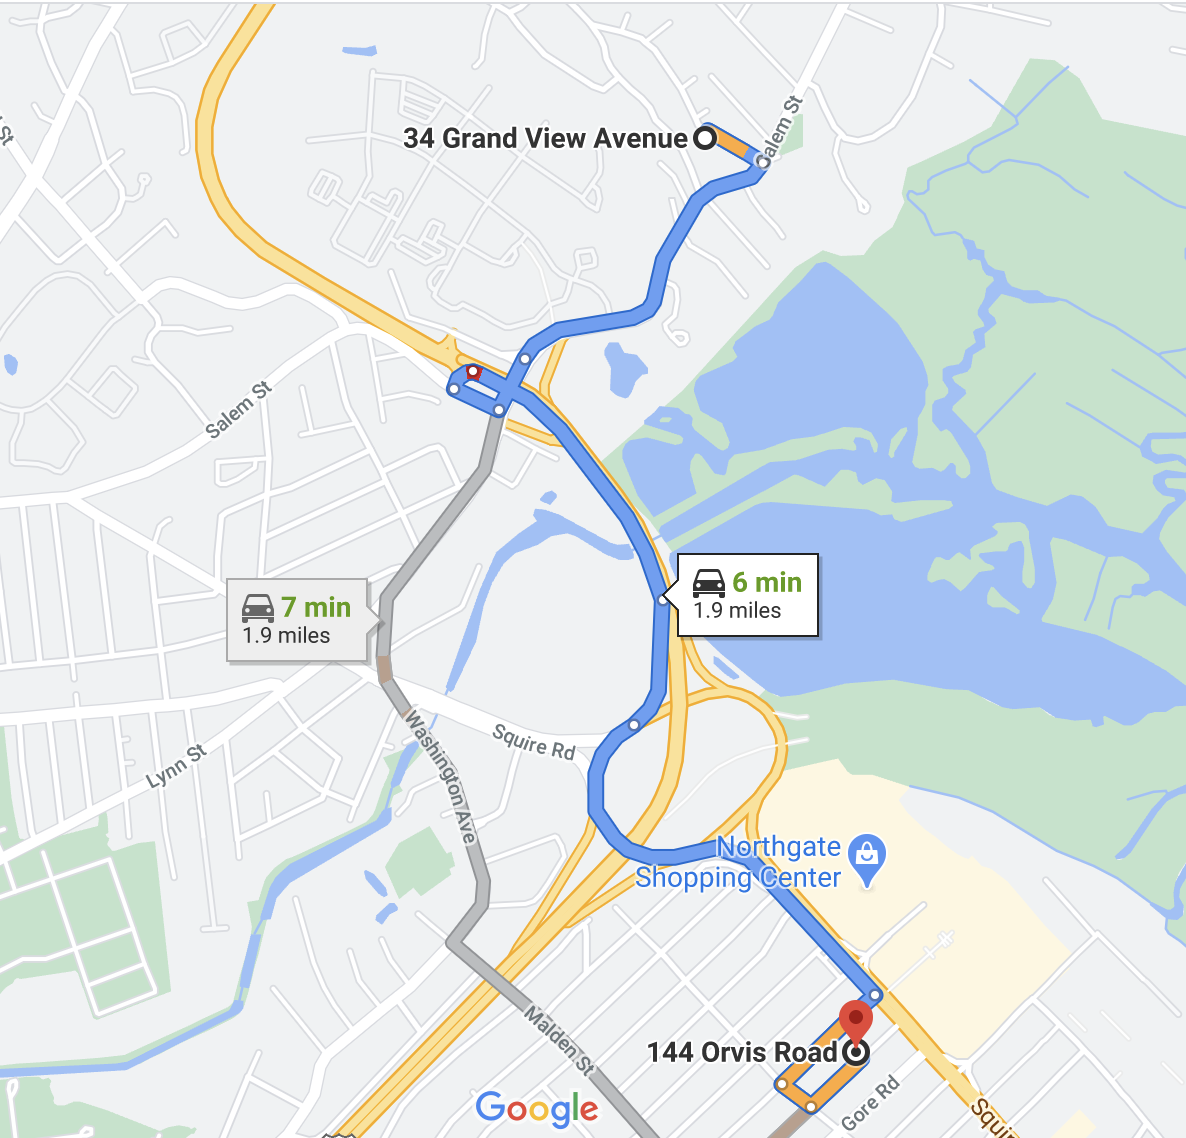 St
Salem St
34 Grand View Avenue
Salem St
6 min
1.9 miles
7 min
1.9 miles
Washington Ave
Squire Rd
Lynn St
Northgate
Shopping Center
Malden St
144 Orvis Road
Gore Rd
Google